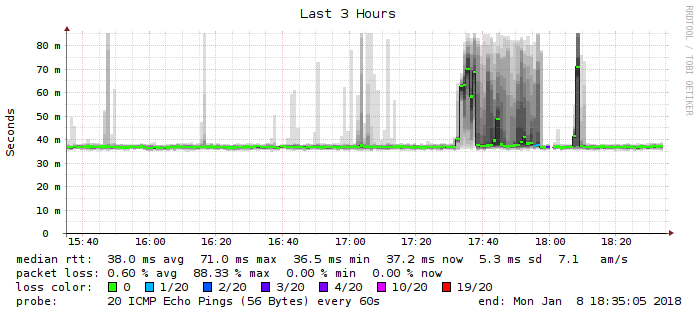 Last 3 Hours
RRDTOOL / TOBI OETIKER
Seconds
80 m
70 m
60 m
50 m
40 m
30 m
20 m
10 m
0
15:40 16:00 16:20 16:40 17:00 17:20 17:40 18:00 18:20
median rtt: 38.0 ms avg 71.0 ms max 36.5 ms min 37.2 ms now 5.3 ms sd 7.1 am/s
packet loss: 0.60 % avg 88.33 % max 0.00 % min 0.00 % now
loss color: 0 1/20 2/20 3/20 4/20 10/20 19/20
probe: 20 ICMP Echo Pings (56 Bytes) every 60s end: Mon Jan 8 18:35:05 2018